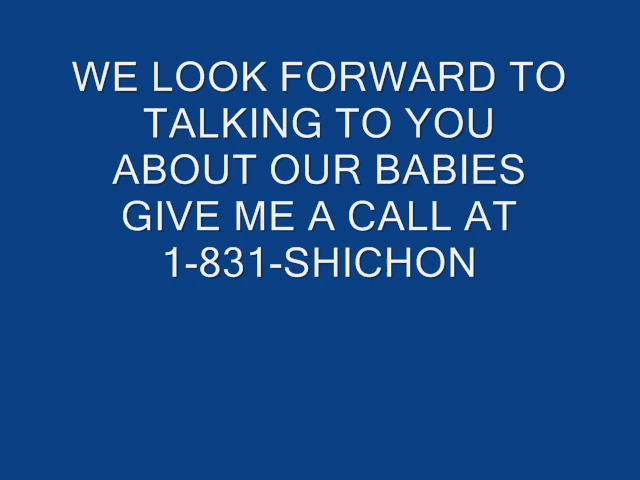 WE LOOK FORWARD TO
TALKING TO YOU
ABOUT OUR BABIES
GIVE ME A CALL AT
1-831-SHICHON